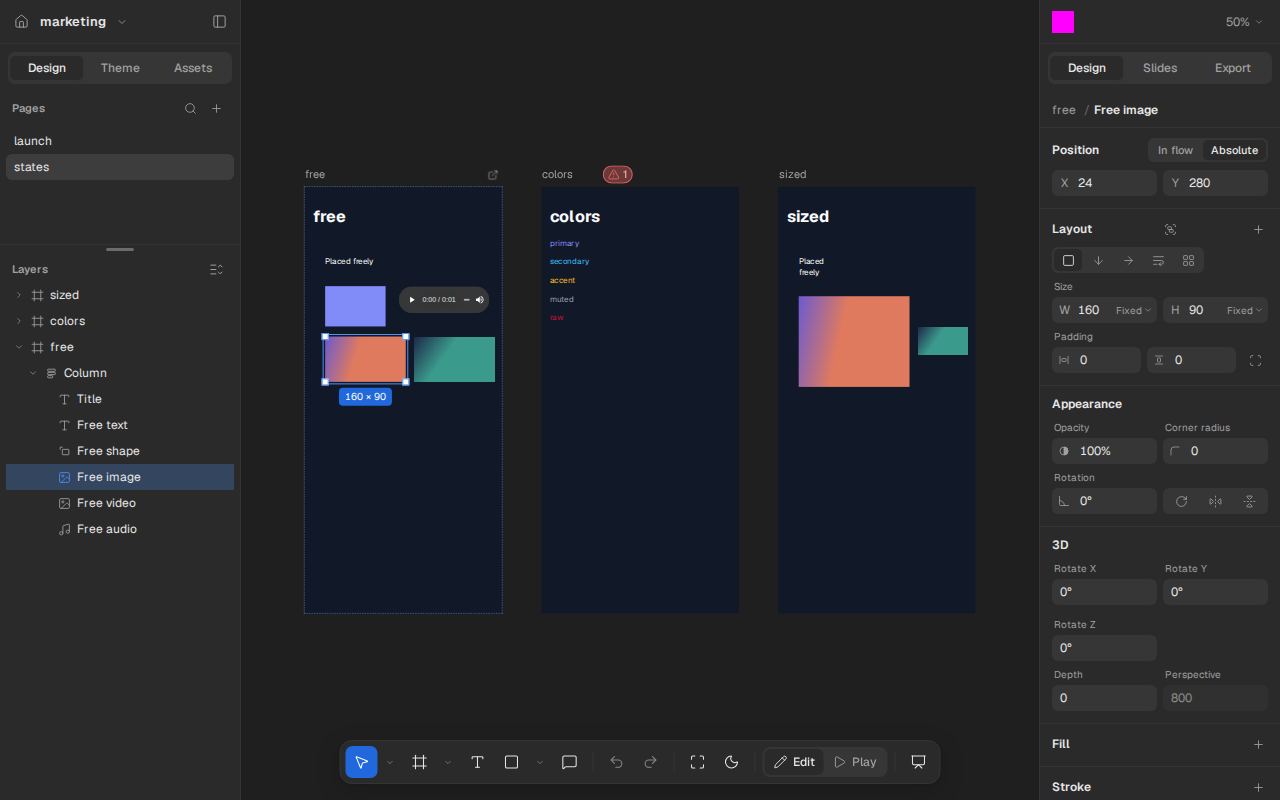 marketing
50%
Design Theme Assets
Design Slides Export
Pages
launch
states
free / Free image
Position In flow Absolute
X 24 Y 280
Layout
Size
W 160 Fixed H 90 Fixed
Padding
0 0
Appearance
Opacity Corner radius
100% 0
Rotation
0°
3D
Rotate X Rotate Y
0° 0°
Rotate Z
0°
Depth Perspective
0 800
Fill
Stroke
Layers
sized
colors
free
Column
Title
Free text
Free shape
Free image
Free video
Free audio
free
free
Placed freely
0:00 / 0:01
160 × 90
colors 1
colors
primary
secondary
accent
muted
raw
sized
sized
Placed
freely
Edit Play